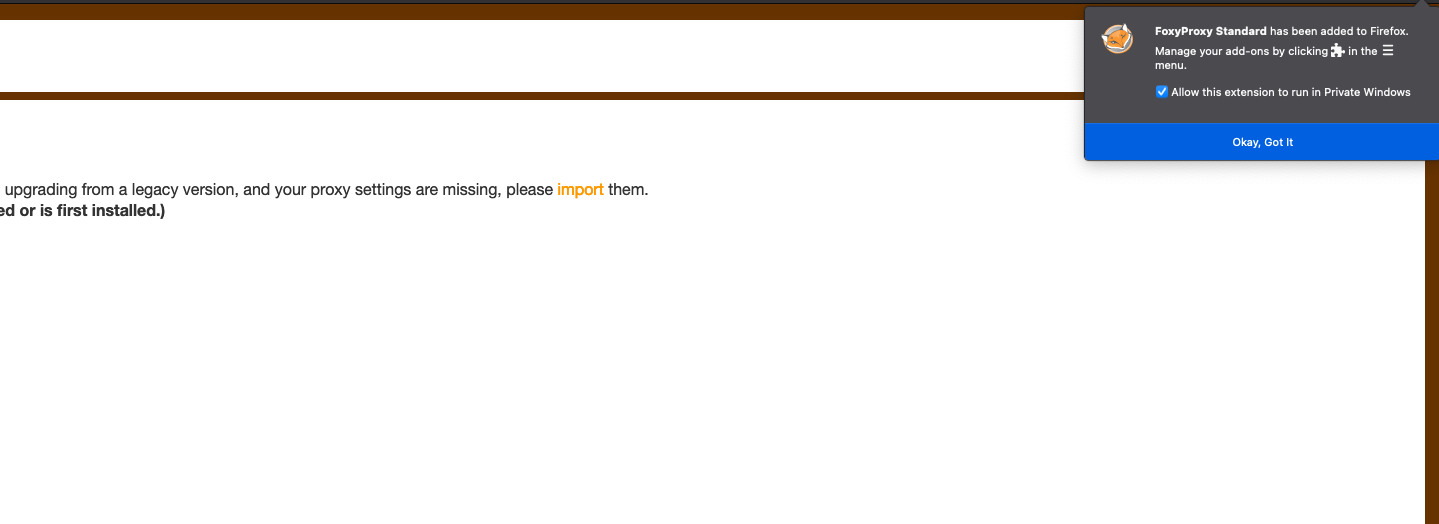 FoxyProxy Standard has been added to Firefox.
Manage your add-ons by clicking in the
menu.
Allow this extension to run in Private Windows
Okay, Got It
upgrading from a legacy version, and your proxy settings are missing, please import them.
ed or is first installed.)